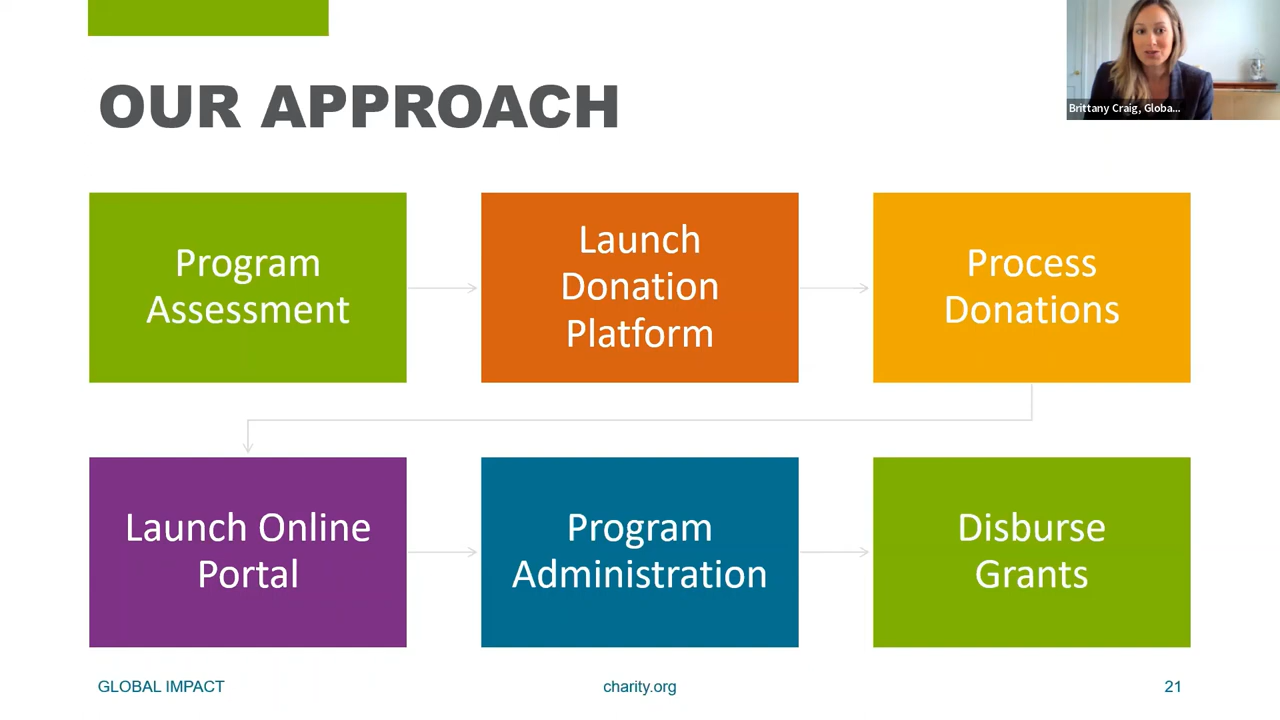 OUR APPROACH
Brittany Craig, Globa...
Program
Assessment
Launch
Donation
Platform
Process
Donations
Launch Online
Portal
Program
Administration
Disburse
Grants
GLOBAL IMPACT
charity.org
21